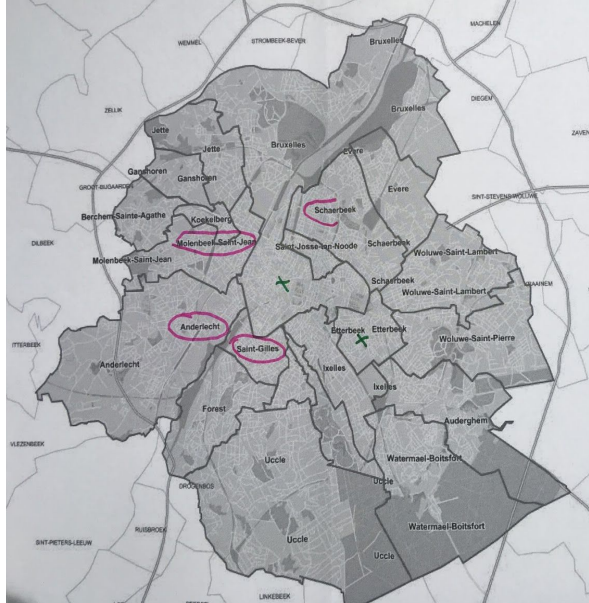 MACHELEN
Bruxelles
WEMMEL
STROMBEEK-BEVER
DIEGEM
ZELLIK
Bruxelles
Jette
Bruxelles
Evere
Jette
ZAVEN
Ganshoren
Ganshoren
GROOT-BIJGAARDEN
Evere
SINT-STEVENS-WOLUWE
Berchem-Sainte-Agathe
Koekelberg
Schaerbeek
DILBEEK
Molenbeek-Saint-Jean
Saint-Josse-ten-Noode
Schaerbeek
Woluwe-Saint-Lambert
Molenbeek-Saint-Jean
Schaerbeek
KRAAINEM
Woluwe-Saint-Lambert
Anderlecht
Etterbeek
Etterbeek
Woluwe-Saint-Pierre
ITTERBEEK
Saint-Gilles
Anderlecht
Ixelles
Ixelles
Forest
Auderghem
VLEZENBEEK
Uccle
Watermael-Boitsfort
Uccle
DROGENBOS
RUISBROEK
Watermael-Boitsfort
SINT-PIETERS-LEEUW
Uccle
Uccle
LINKEBEEK